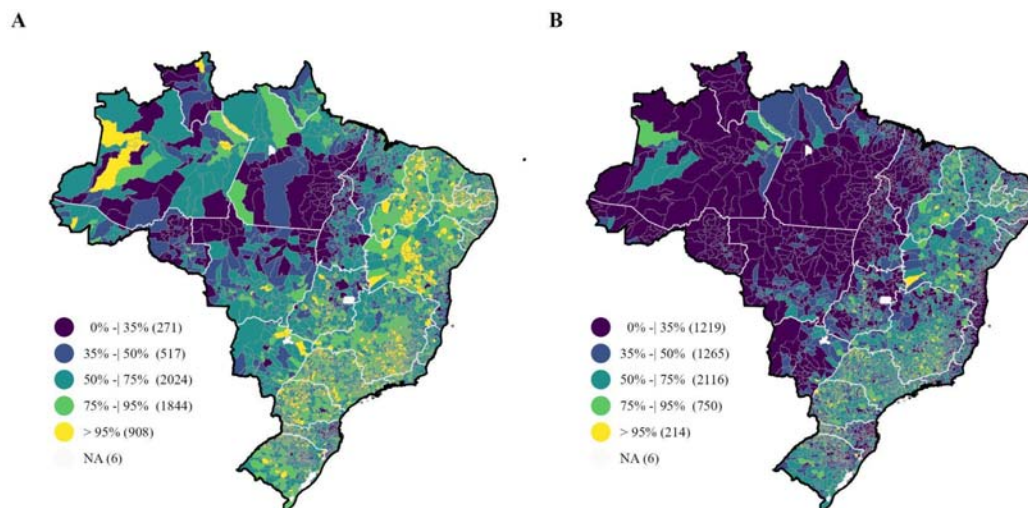 A
0% -| 35% (271)
35% -| 50% (517)
50% -| 75% (2024)
75% -| 95% (1844)
> 95% (908)
NA (6)
B
0% -| 35% (1219)
35% -| 50% (1265)
50% -| 75% (2116)
75% -| 95% (750)
> 95% (214)
NA (6)